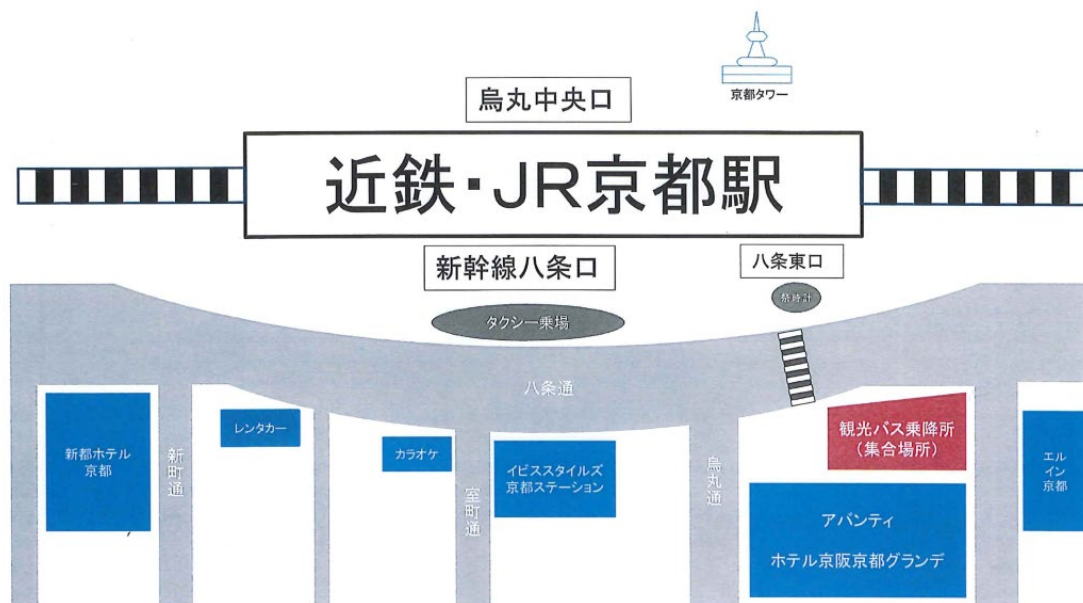 京都タワー
烏丸中央口
近鉄・JR京都駅
新幹線八条口
八条東口
祭時計
タクシー乗場
八条通
新都ホテル
京都
新町通
レンタカー
カラオケ
室町通
イビススタイルズ
京都ステーション
烏丸通
観光バス乗降所
(集合場所)
エル
イン
京都
アバンティ
ホテル京阪京都グランデ